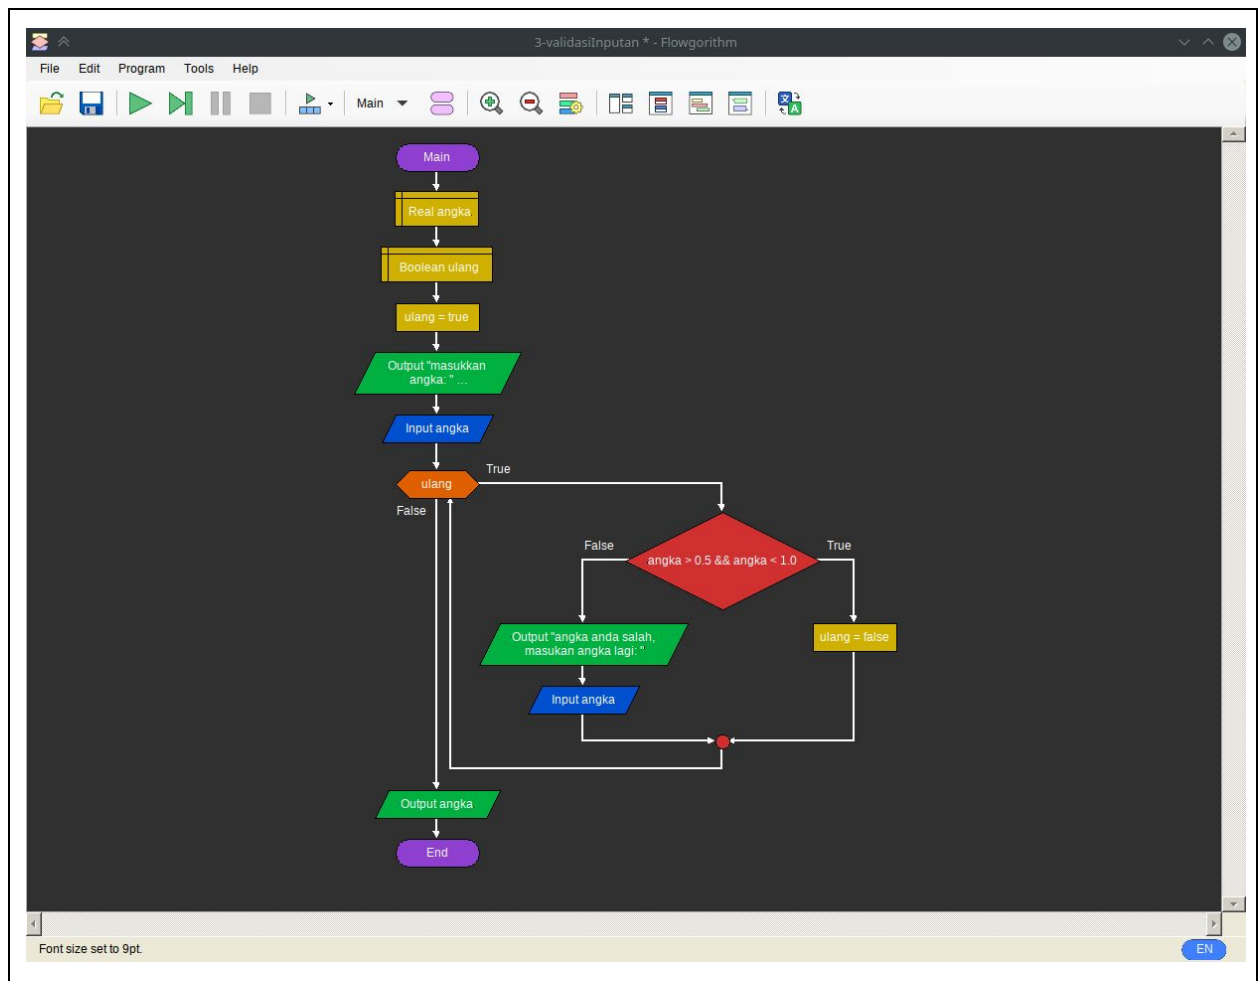 3-validasiInputan * - Flowgorithm
File Edit Program Tools Help
Main
Main
Real angka
Boolean ulang
ulang = true
Output "masukkan
angka: " ...
Input angka
ulang
True
False
angka > 0.5 && angka < 1.0
False
True
Output "angka anda salah,
masukan angka lagi: "
ulang = false
Input angka
Output angka
End
Font size set to 9pt.
EN